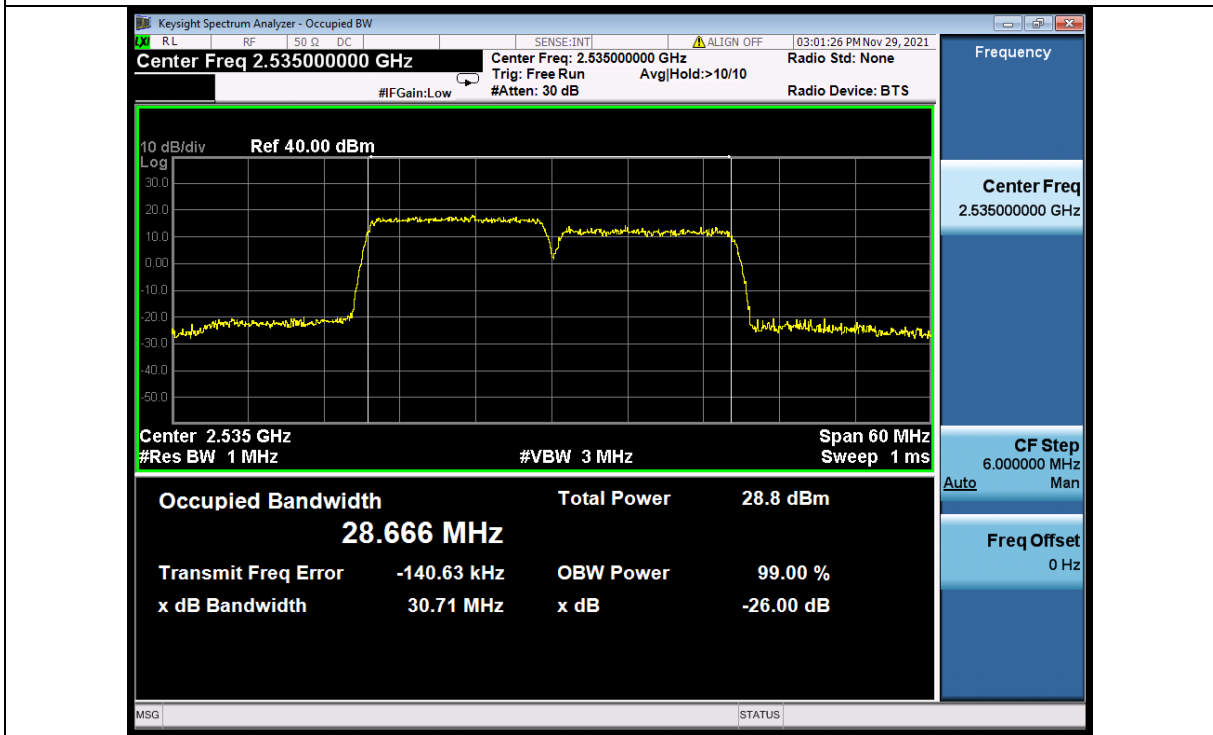 Keysight Spectrum Analyzer - Occupied BW
LXI RL RF 50 Ω DC SENSE:INT ALIGN OFF 03:01:26 PM Nov 29, 2021
Center Freq 2.535000000 GHz Center Freq: 2.535000000 GHz Radio Std: None Frequency
Trig: Free Run Avg|Hold:>10/10
#IFGain:Low #Atten: 30 dB Radio Device: BTS
10 dB/div Ref 40.00 dBm
Log
30.0
20.0
10.0
0.00
-10.0
-20.0
-30.0
-40.0
-50.0
Center 2.535 GHz Span 60 MHz
#Res BW 1 MHz #VBW 3 MHz Sweep 1 ms
Occupied Bandwidth Total Power 28.8 dBm
28.666 MHz
Transmit Freq Error -140.63 kHz OBW Power 99.00 %
x dB Bandwidth 30.71 MHz x dB -26.00 dB
Center Freq
2.535000000 GHz
CF Step
6.000000 MHz
Auto Man
Freq Offset
0 Hz
MSG STATUS